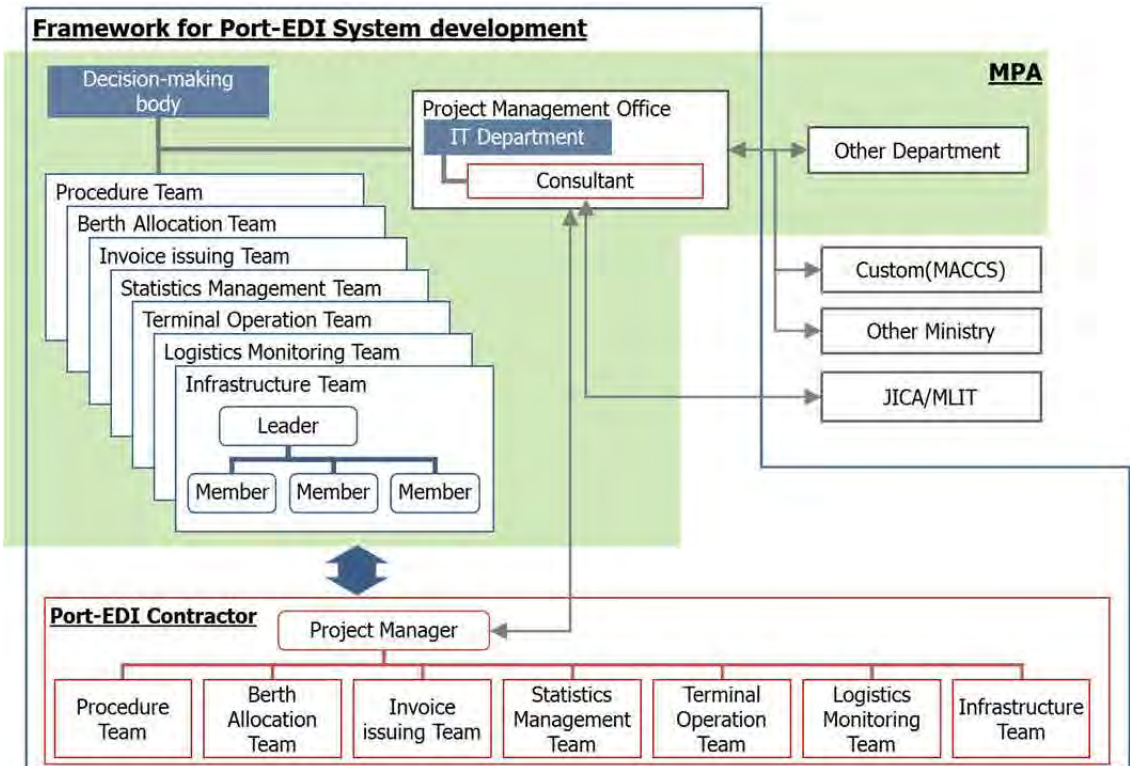 Framework for Port-EDI System development
MPA
Decision-making
body
Project Management Office
IT Department
Consultant
Other Department
Procedure Team
Berth Allocation Team
Invoice issuing Team
Statistics Management Team
Terminal Operation Team
Logistics Monitoring Team
Infrastructure Team
Leader
Member
Member
Member
Custom(MACCS)
Other Ministry
JICA/MLIT
Port-EDI Contractor
Project Manager
Procedure
Team
Berth
Allocation
Team
Invoice
issuing Team
Statistics
Management
Team
Terminal
Operation
Team
Logistics
Monitoring
Team
Infrastructure
Team